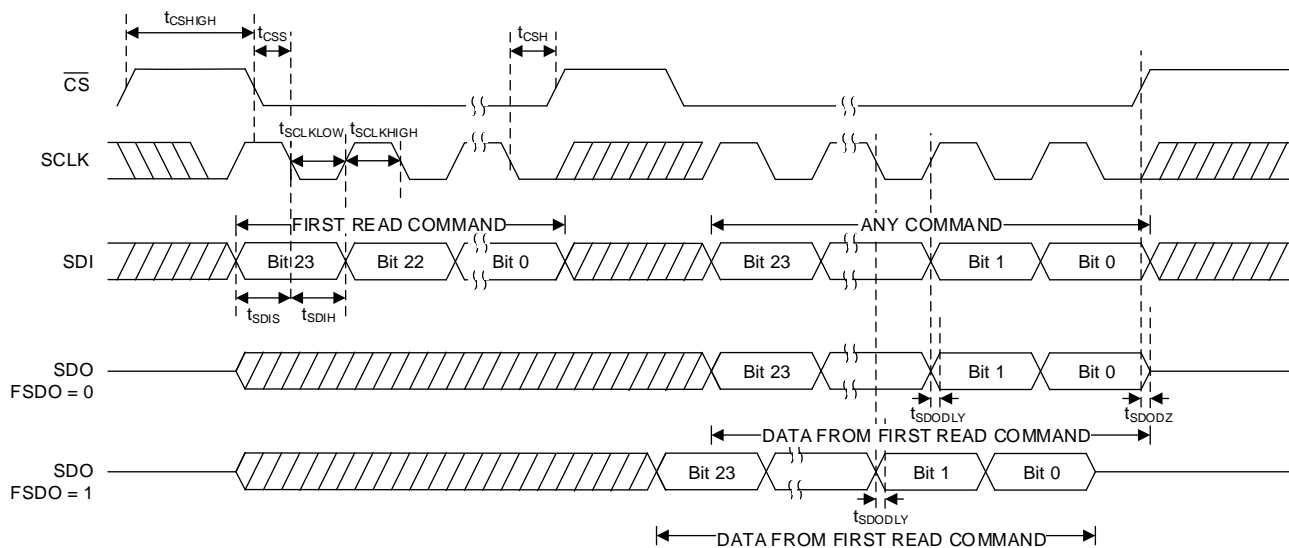 tCSHIGH
tCSS
tCSH
CS
tSCLKLOW tSCLKHIGH
SCLK
FIRST READ COMMAND ANY COMMAND
SDI Bit 23 Bit 22 Bit 0 Bit 23 Bit 1 Bit 0
tSDIS tSDIH
SDO
FSDO = 0
Bit 23 Bit 1 Bit 0
tSDODLY tSDODZ
DATA FROM FIRST READ COMMAND
SDO
FSDO = 1
Bit 23 Bit 1 Bit 0
tSDODLY
DATA FROM FIRST READ COMMAND